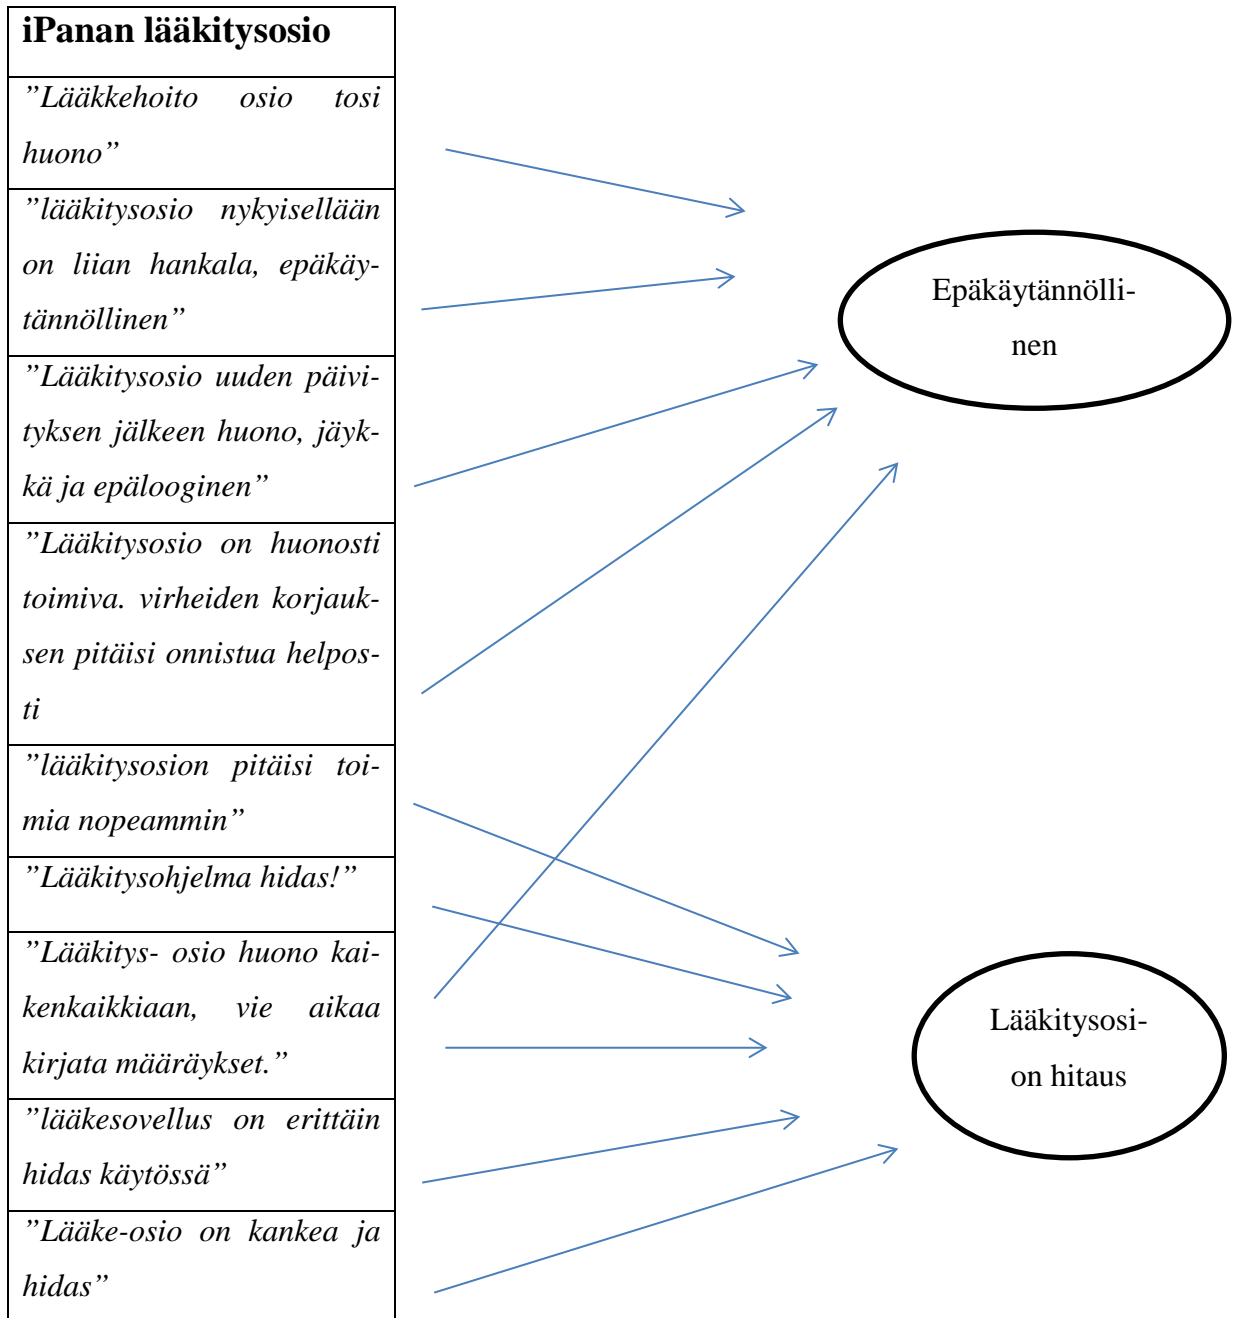 iPanan lääkitysosio
”Lääkkehoito osio tosi
huono”
”lääkitysosio nykyisellään
on liian hankala, epäkäy-
tännöllinen”
”Lääkitysosio uuden päivi-
tyksen jälkeen huono, jäyk-
kä ja epälooginen”
”Lääkitysosio on huonosti
toimiva. virheiden korjauk-
sen pitäisi onnistua helpos-
ti
”lääkitysosion pitäisi toi-
mia nopeammin”
”Lääkitysohjelma hidas!”
”Lääkitys- osio huono kai-
kenkaikkiaan, vie aikaa
kirjata määräykset.”
”lääkesovellus on erittäin
hidas käytössä”
”Lääke-osio on kankea ja
hidas”
Epäkäytännölli-
nen
Lääkitysosi-
on hitaus